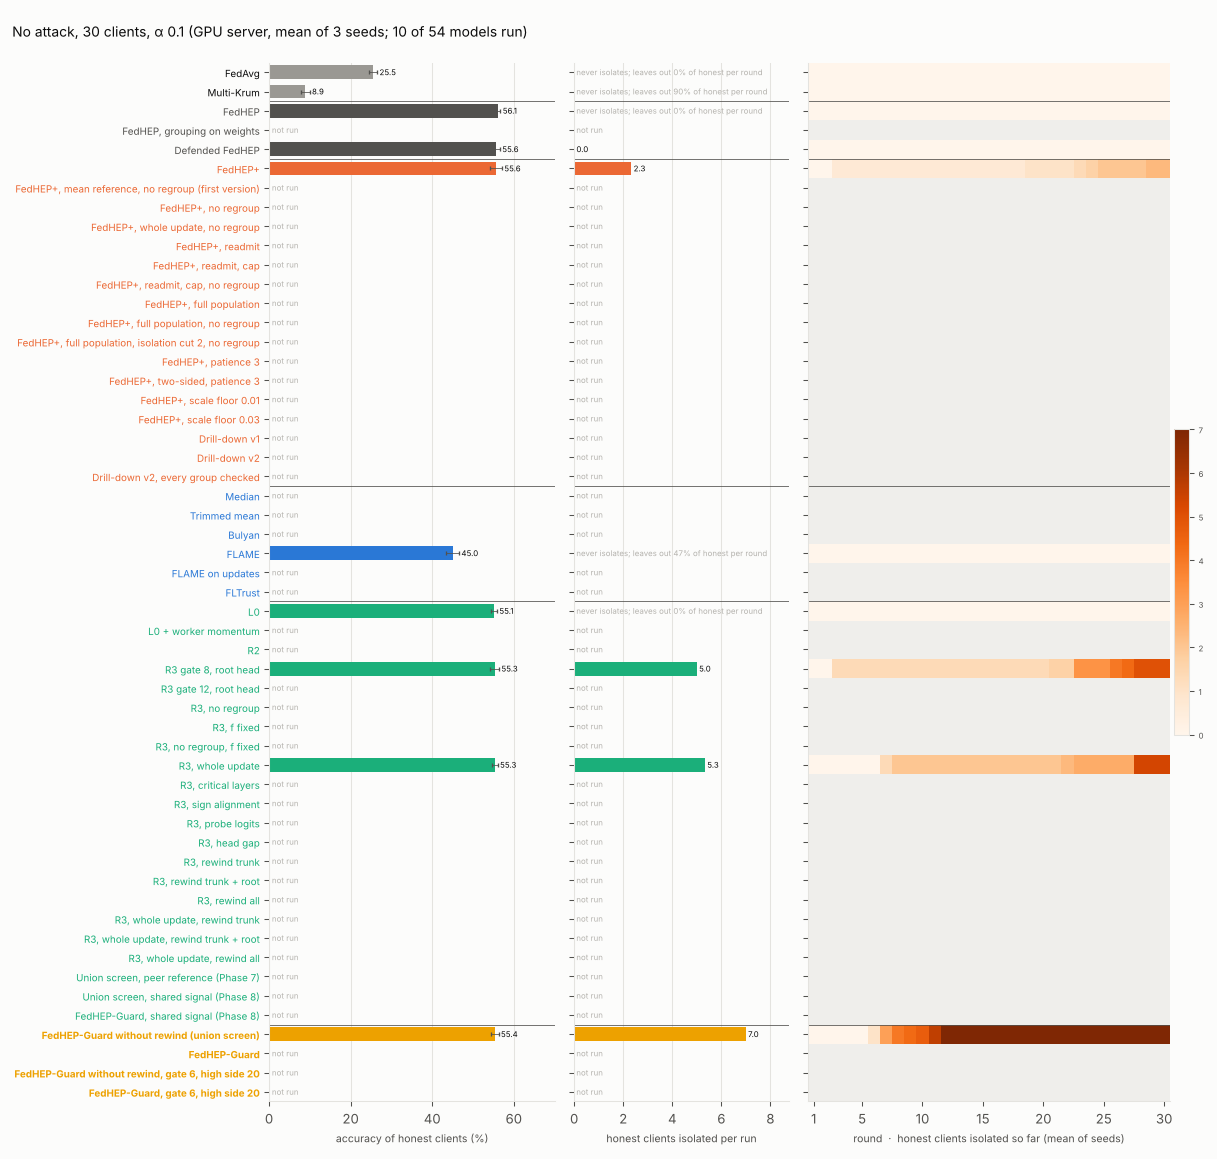 No attack, 30 clients, α 0.1 (GPU server, mean of 3 seeds; 10 of 54 models run)
FedAvg 25.5 never isolates; leaves out 0% of honest per round
Multi-Krum 8.9 never isolates; leaves out 90% of honest per round
FedHEP 56.1 never isolates; leaves out 0% of honest per round
FedHEP, grouping on weights not run not run
Defended FedHEP 55.6 0.0
FedHEP+ 55.6 2.3
FedHEP+, mean reference, no regroup (first version) not run not run
FedHEP+, no regroup not run not run
FedHEP+, whole update, no regroup not run not run
FedHEP+, readmit not run not run
FedHEP+, readmit, cap not run not run
FedHEP+, readmit, cap, no regroup not run not run
FedHEP+, full population not run not run
FedHEP+, full population, no regroup not run not run
FedHEP+, full population, isolation cut 2, no regroup not run not run
FedHEP+, patience 3 not run not run
FedHEP+, two-sided, patience 3 not run not run
FedHEP+, scale floor 0.01 not run not run
FedHEP+, scale floor 0.03 not run not run
Drill-down v1 not run not run
Drill-down v2 not run not run
Drill-down v2, every group checked not run not run
Median not run not run
Trimmed mean not run not run
Bulyan not run not run
FLAME 45.0 never isolates; leaves out 47% of honest per round
FLAME on updates not run not run
FLTrust not run not run
L0 55.1 never isolates; leaves out 0% of honest per round
L0 + worker momentum not run not run
R2 not run not run
R3 gate 8, root head 55.3 5.0
R3 gate 12, root head not run not run
R3, no regroup not run not run
R3, f fixed not run not run
R3, no regroup, f fixed not run not run
R3, whole update 55.3 5.3
R3, critical layers not run not run
R3, sign alignment not run not run
R3, probe logits not run not run
R3, head gap not run not run
R3, rewind trunk not run not run
R3, rewind trunk + root not run not run
R3, rewind all not run not run
R3, whole update, rewind trunk not run not run
R3, whole update, rewind trunk + root not run not run
R3, whole update, rewind all not run not run
Union screen, peer reference (Phase 7) not run not run
Union screen, shared signal (Phase 8) not run not run
FedHEP-Guard, shared signal (Phase 8) not run not run
FedHEP-Guard without rewind (union screen) 55.4 7.0
FedHEP-Guard not run not run
FedHEP-Guard without rewind, gate 6, high side 20 not run not run
FedHEP-Guard, gate 6, high side 20 not run not run
0 20 40 60 0 2 4 6 8 1 5 10 15 20 25 30
accuracy of honest clients (%) honest clients isolated per run round · honest clients isolated so far (mean of seeds)
7
6
5
4
3
2
1
0